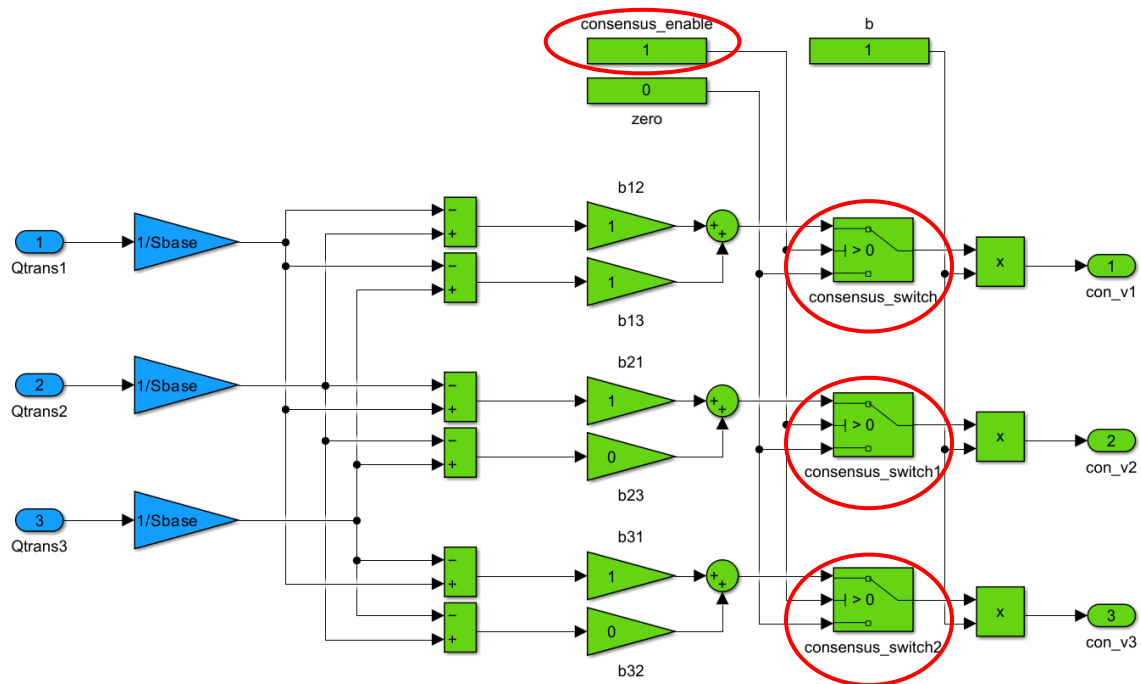 consensus_enable
b
1
1
0
zero
b12
1
Qtrans1
1/Sbase
−
+
1
+
+
> 0
consensus_switch
x
1
con_v1
−
+
1
b13
b21
2
Qtrans2
1/Sbase
−
+
1
+
+
> 0
consensus_switch1
x
2
con_v2
−
+
0
b23
3
Qtrans3
1/Sbase
b31
−
+
1
+
+
> 0
consensus_switch2
x
3
con_v3
−
+
0
b32